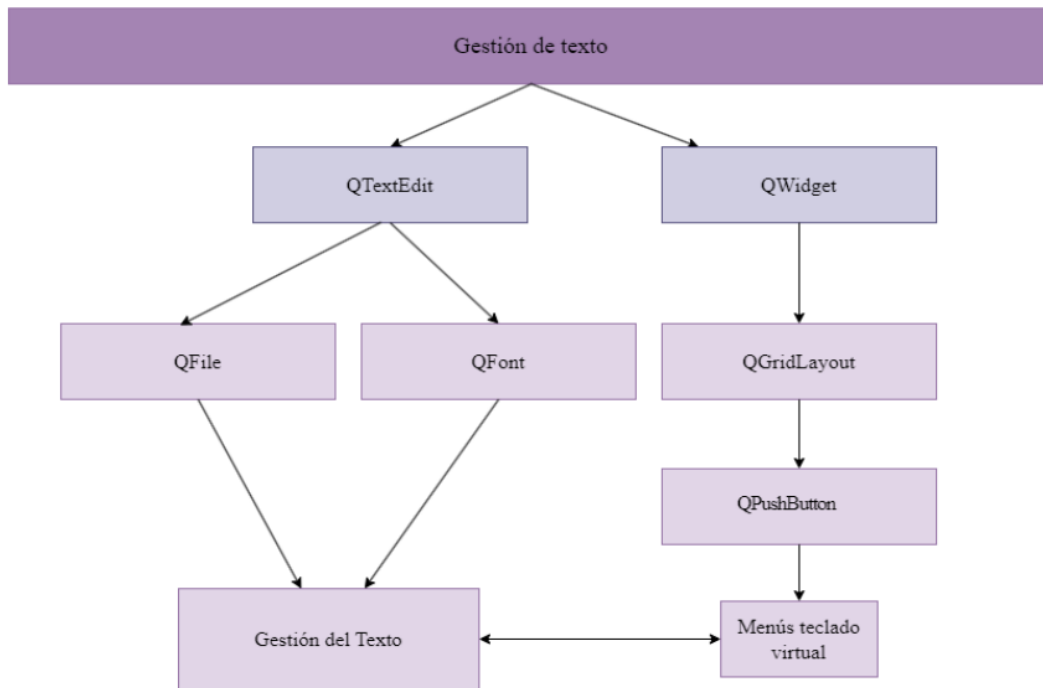 Gestión de texto
QTextEdit
QWidget
QFile
QFont
QGridLayout
QPushButton
Gestión del Texto
Menús teclado
virtual